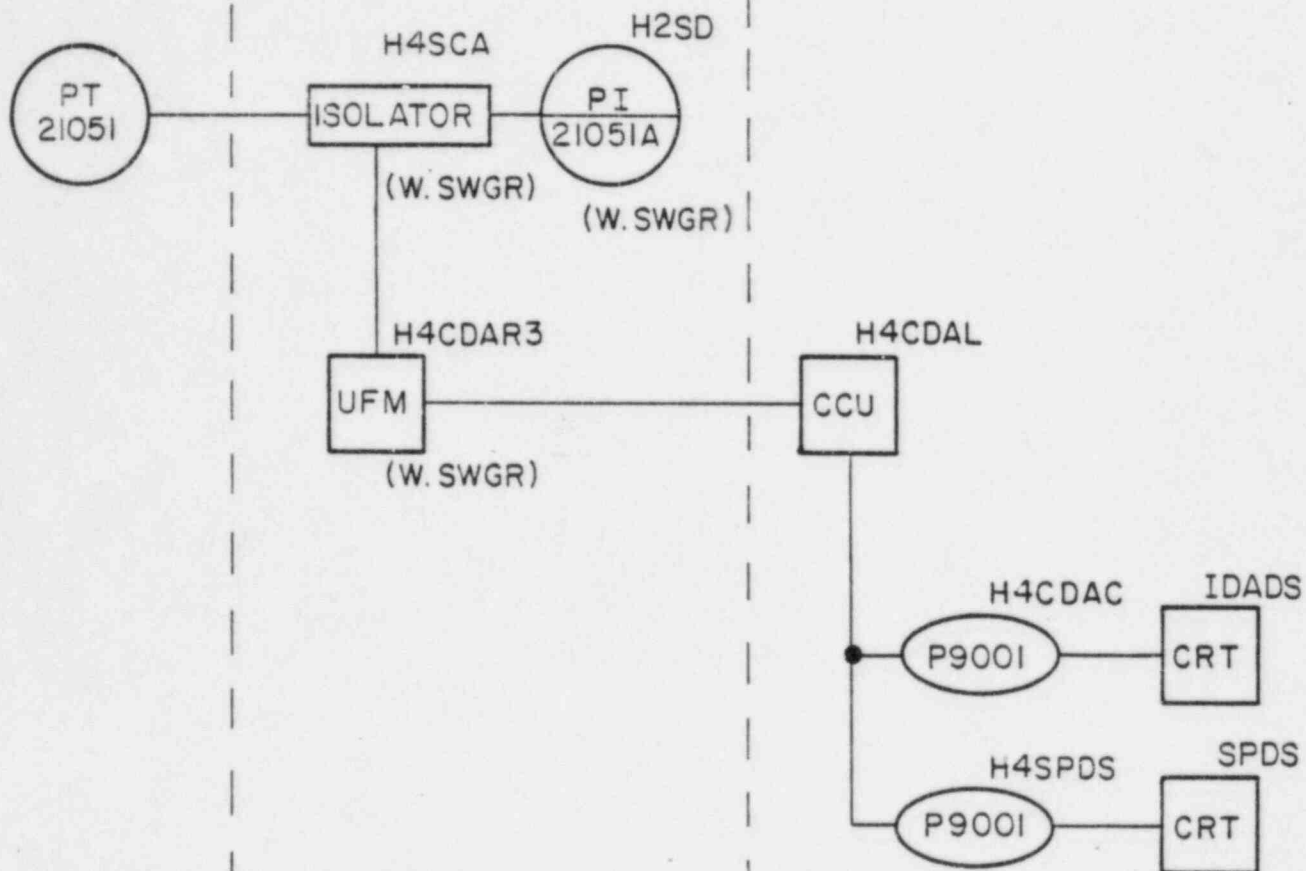 H2SD
H4SCA
PT
21051
ISOLATOR
PI
21051A
(W. SWGR)
(W. SWGR)
H4CDAR3
H4CDAL
UFM
CCU
(W. SWGR)
H4CDAC
IDADS
P9001
CRT
H4SPDS
SPDS
P9001
CRT